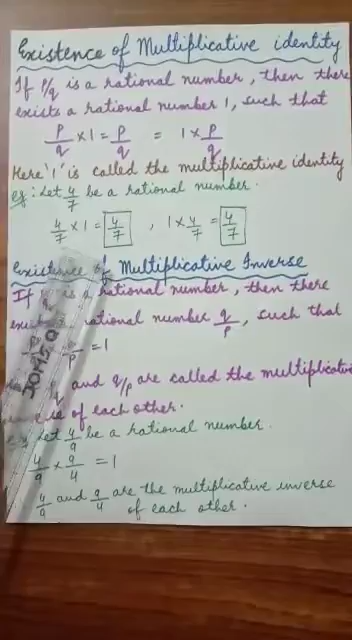 Existence of Multiplicative identity
If P/q is a rational number, then there
exists a rational number 1, such that
P/q × 1 = P/q = 1 × P/q
Here '1' is called the multiplicative identity
eg: Let 4/7 be a rational number.
4/7 × 1 = 4/7 , 1 × 4/7 = 4/7
Existence of Multiplicative Inverse
If is a rational number, then there
rational number q/p, such that
= 1
and q/p are called the multiplicative
of each other.
Let 4/9 be a rational number.
4/9 × 9/4 = 1
4/9 and 9/4 are the multiplicative inverse
of each other.